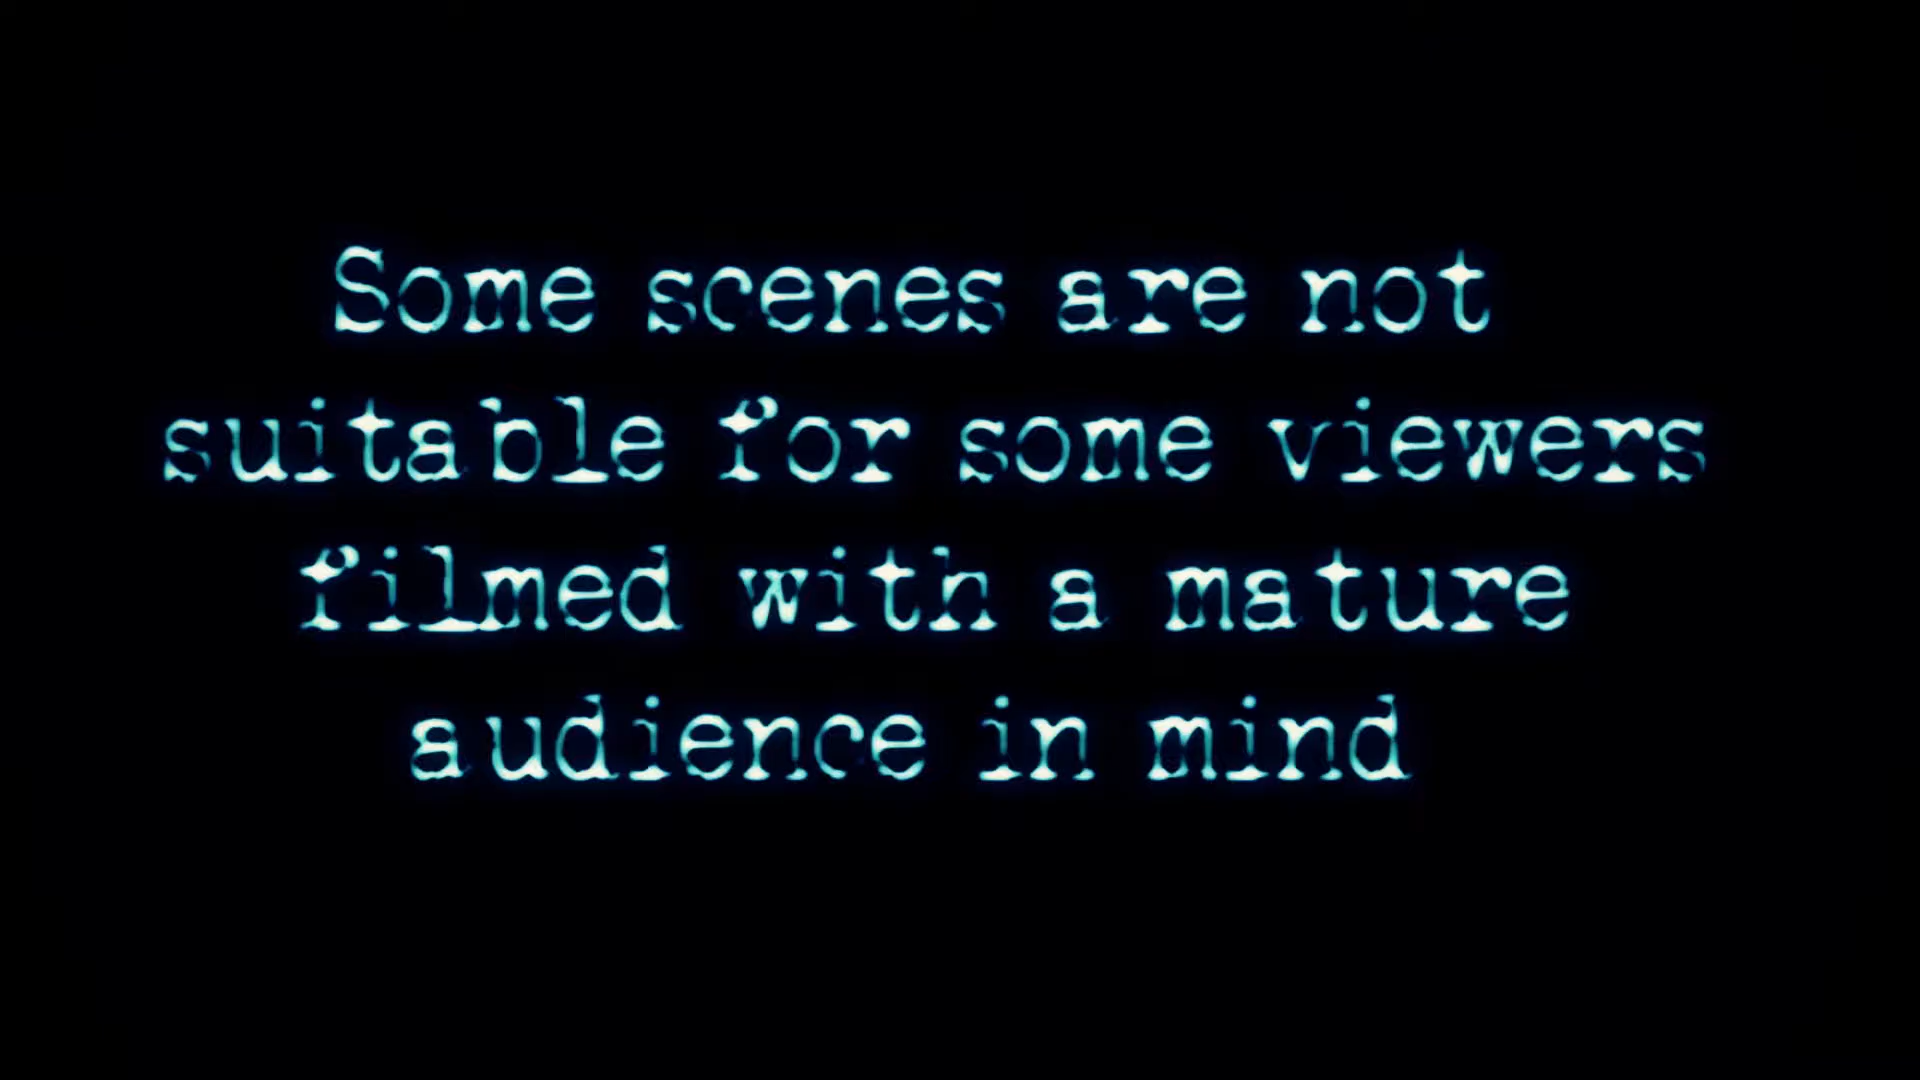 Some scenes are not
suitable for some viewers
filmed with a mature
audience in mind